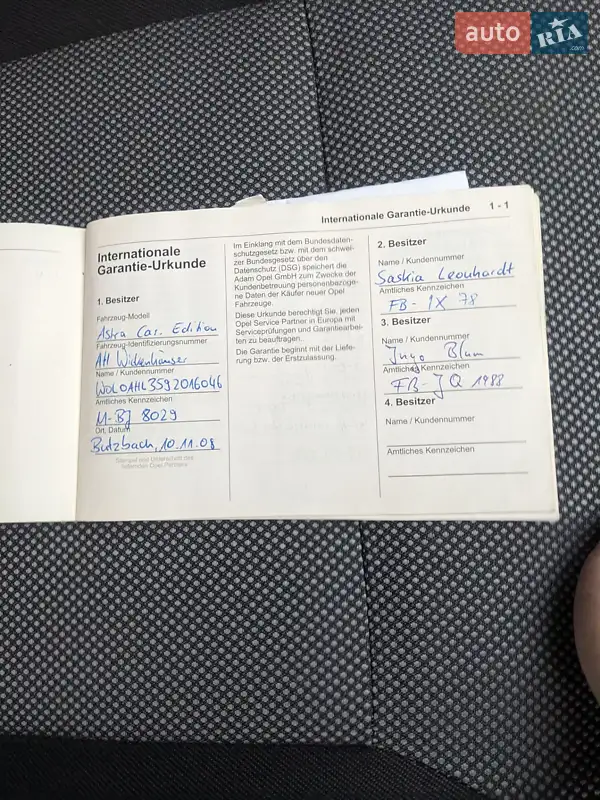 auto RIA .com
Internationale Garantie-Urkunde 1 - 1
Internationale
Garantie-Urkunde
1. Besitzer
Fahrzeug-Modell
Astra Car. Edition
Fahrzeug-Identifizierungsnummer
AH Wickenhäuser
Name / Kundennummer
WOLOAHL3592016046
Amtliches Kennzeichen
M-BJ 8029
Ort, Datum
Butzbach, 10.11.08
Stempel und Unterschrift des
liefernden Opel Partners
Im Einklang mit dem Bundesdaten-
schutzgesetz bzw. mit dem schwei-
zer Bundesgesetz über den
Datenschutz (DSG) speichert die
Adam Opel GmbH zum Zwecke der
Kundenbetreuung personenbezoge-
ne Daten der Käufer neuer Opel
Fahrzeuge.
Diese Urkunde berechtigt Sie, jeden
Opel Service Partner in Europa mit
Serviceprüfungen und Garantiearbei-
ten zu beauftragen.
Die Garantie beginnt mit der Liefe-
rung bzw. der Erstzulassung.
2. Besitzer
Name / Kundennummer
Saskia Leonhardt
Amtliches Kennzeichen
FB - IX 78
3. Besitzer
Name / Kundennummer
Ingo Blum
Amtliches Kennzeichen
FB - JQ 1988
4. Besitzer
Name / Kundennummer
Amtliches Kennzeichen